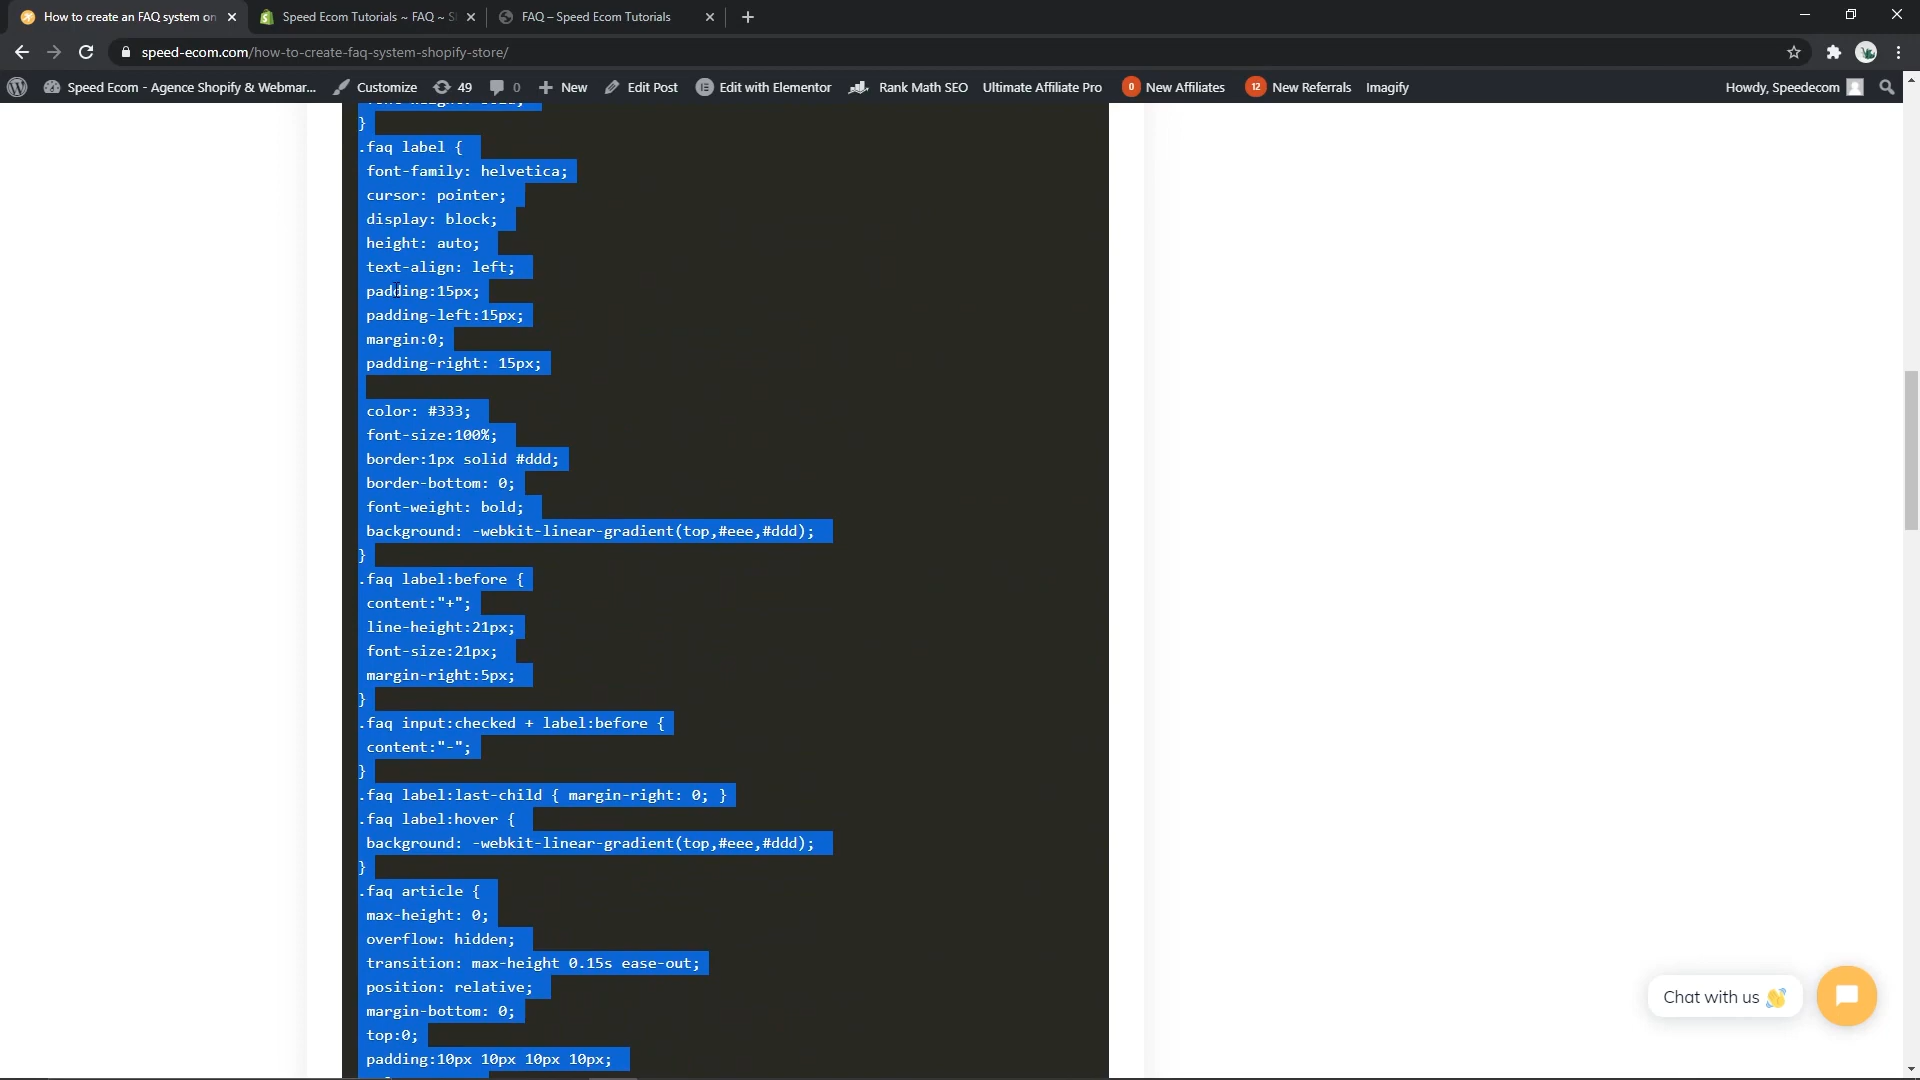 How to create an FAQ system on
Speed Ecom Tutorials ~ FAQ ~ S
FAQ – Speed Ecom Tutorials
speed-ecom.com/how-to-create-faq-system-shopify-store/
Speed Ecom - Agence Shopify & Webmar... Customize 49 0 New Edit Post Edit with Elementor Rank Math SEO Ultimate Affiliate Pro 0 New Affiliates 12 New Referrals Imagify Howdy, Speedecom
}
.faq label {
font-family: helvetica;
cursor: pointer;
display: block;
height: auto;
text-align: left;
padding:15px;
padding-left:15px;
margin:0;
padding-right: 15px;
color: #333;
font-size:100%;
border:1px solid #ddd;
border-bottom: 0;
font-weight: bold;
background: -webkit-linear-gradient(top,#eee,#ddd);
}
.faq label:before {
content:"+";
line-height:21px;
font-size:21px;
margin-right:5px;
}
.faq input:checked + label:before {
content:"-";
}
.faq label:last-child { margin-right: 0; }
.faq label:hover {
background: -webkit-linear-gradient(top,#eee,#ddd);
}
.faq article {
max-height: 0;
overflow: hidden;
transition: max-height 0.15s ease-out;
position: relative;
margin-bottom: 0;
top:0;
padding:10px 10px 10px 10px;
Chat with us 👋